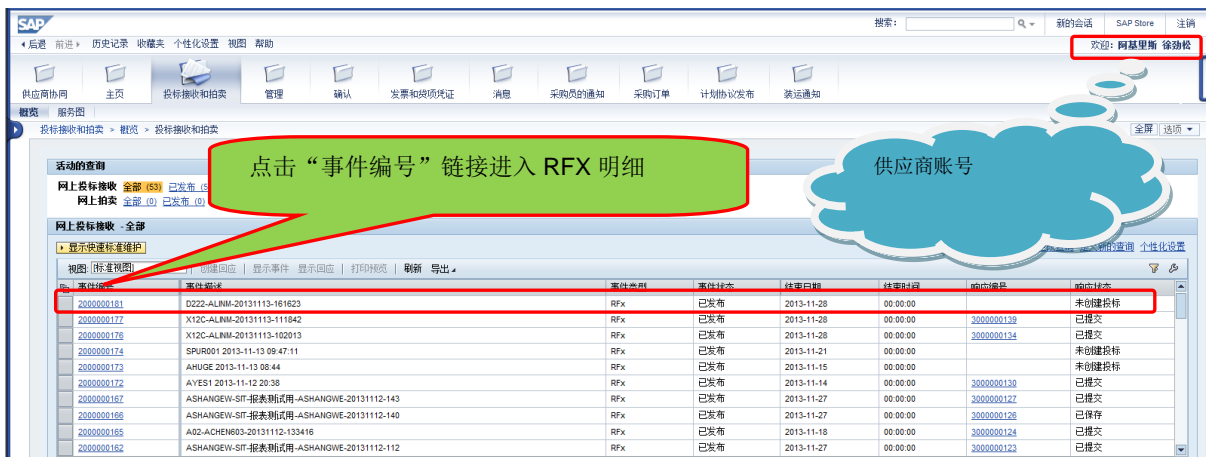 SAP 搜索: 新的会话 SAP Store 注销
后退 前进 历史记录 收藏夹 个性化设置 视图 帮助 欢迎: 阿基里斯 徐劲松
供应商协同 主页 投标接收和拍卖 管理 确认 发票和贷项凭证 消息 采购员的通知 采购订单 计划协议发布 装运通知
概览 服务图
投标接收和拍卖 > 概览 > 投标接收和拍卖 全屏 选项
点击“事件编号”链接进入 RFX 明细
供应商账号
活动的查询
网上投标接收 全部 (53) 已发布
网上拍卖 全部 (0) 已发布 (0)
网上投标接收 - 全部
显示快速标准维护 新的查询 个性化设置
视图: [标准视图] 创建回应 显示事件 显示回应 打印预览 刷新 导出
事件编号 事件描述 事件类型 事件状态 结束日期 结束时间 响应编号 响应状态
2000000181 D222-ALINM-20131113-161623 RFx 已发布 2013-11-28 00:00:00 未创建投标
2000000177 X12C-ALINM-20131113-111842 RFx 已发布 2013-11-28 00:00:00 3000000139 已提交
2000000176 X12C-ALINM-20131113-102013 RFx 已发布 2013-11-28 00:00:00 3000000134 已提交
2000000174 SPUR001 2013-11-13 09:47:11 RFx 已发布 2013-11-21 00:00:00 未创建投标
2000000173 AHUGE 2013-11-13 08:44 RFx 已发布 2013-11-15 00:00:00 未创建投标
2000000172 AYES1 2013-11-12 20:38 RFx 已发布 2013-11-14 00:00:00 3000000130 已提交
2000000167 ASHANGEW-SIT-报表测试用-ASHANGWE-20131112-143 RFx 已发布 2013-11-27 00:00:00 3000000127 已提交
2000000166 ASHANGEW-SIT-报表测试用-ASHANGWE-20131112-140 RFx 已发布 2013-11-27 00:00:00 3000000126 已保存
2000000165 A02-ACHEN603-20131112-133416 RFx 已发布 2013-11-18 00:00:00 3000000124 已提交
2000000162 ASHANGEW-SIT-报表测试用-ASHANGWE-20131112-112 RFx 已发布 2013-11-27 00:00:00 3000000123 已提交